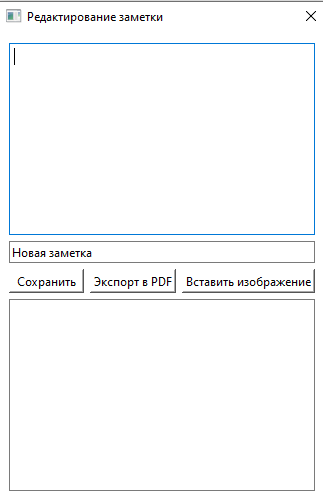 Редактирование заметки
Новая заметка
Сохранить Экспорт в PDF Вставить изображение